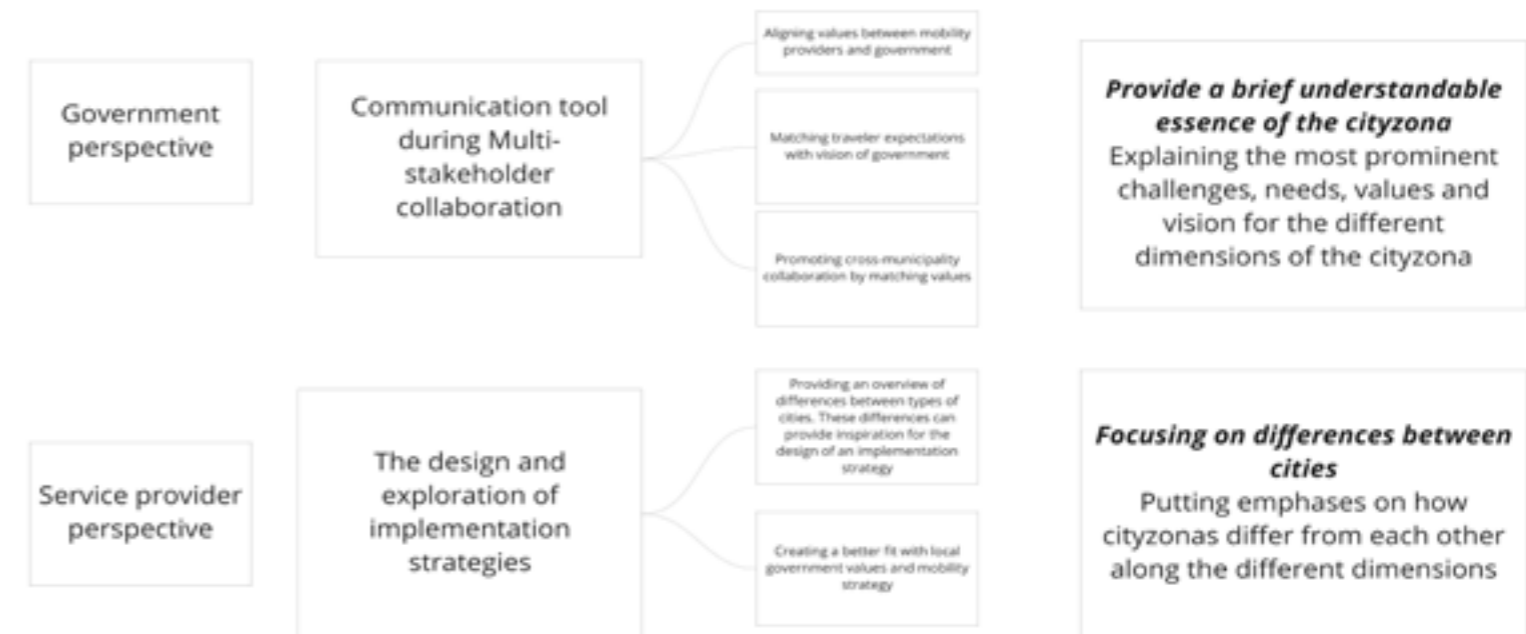 Government
perspective
Communication tool
during Multi-
stakeholder
collaboration
Aligning values between mobility
providers and government
Matching traveler expectations
with vision of government
Promoting cross-municipality
collaboration by matching values
Provide a brief understandable
essence of the cityzona
Explaining the most prominent
challenges, needs, values and
vision for the different
dimensions of the cityzona
Service provider
perspective
The design and
exploration of
implementation
strategies
Providing an overview of
differences between types of
cities. These differences can
provide inspiration for the
design of an implementation
strategy
Creating a better fit with local
government values and mobility
strategy
Focusing on differences between
cities
Putting emphases on how
cityzonas differ from each other
along the different dimensions